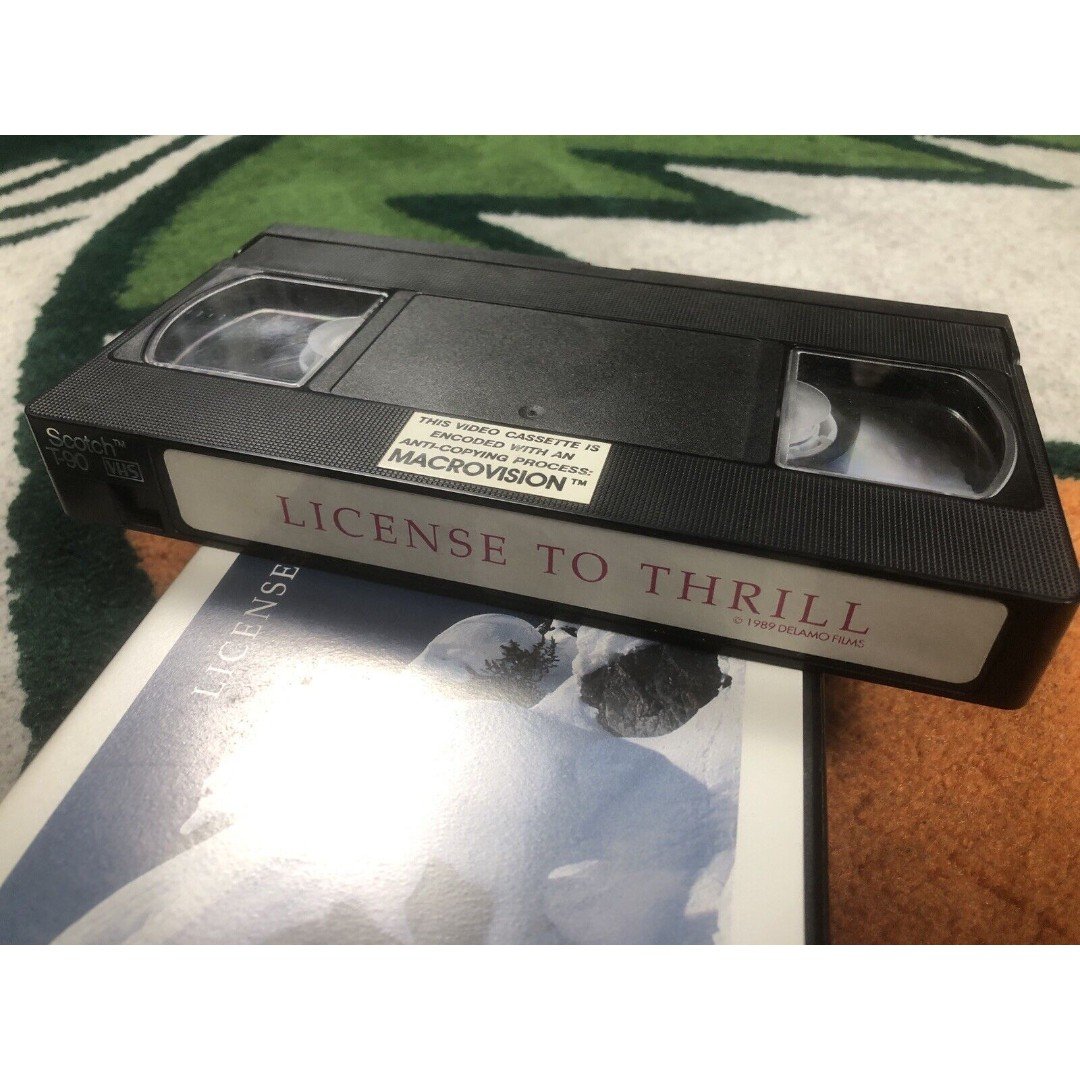 THIS VIDEO CASSETTE IS
ENCODED WITH AN
ANTI-COPYING PROCESS:
MACROVISION™
Scotch™
T-90 VHS
LICENSE TO THRILL
© 1989 DELAMO FILMS
LICENSE